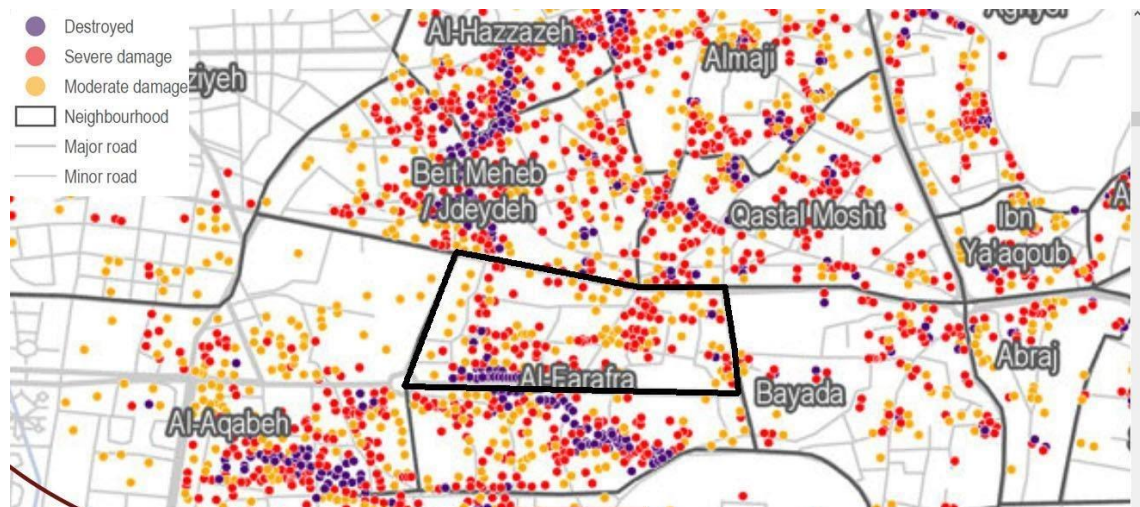 Destroyed
Severe damage
Moderate damage
Neighbourhood
Major road
Minor road
ziyeh
Al-Hazzazeh
Almaji
Beit Meheb
/ Jdeydeh
Qastal Mosht
Ibn
Ya'aqoub
Al-Farafra
Bayada
Abraj
Al-Aqabeh